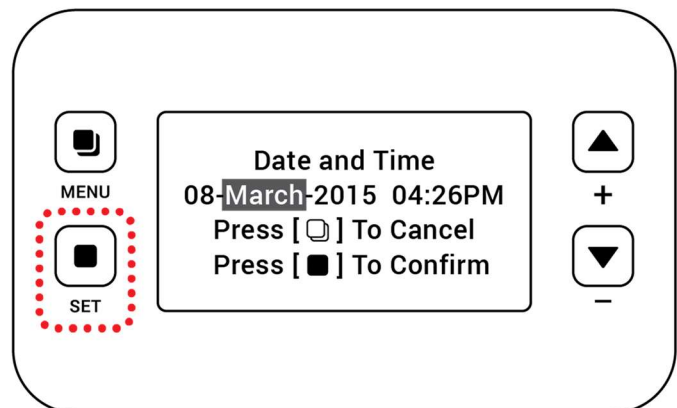 MENU
SET
Date and Time
08-March-2015 04:26PM
Press [ ] To Cancel
Press [ ] To Confirm
+
−